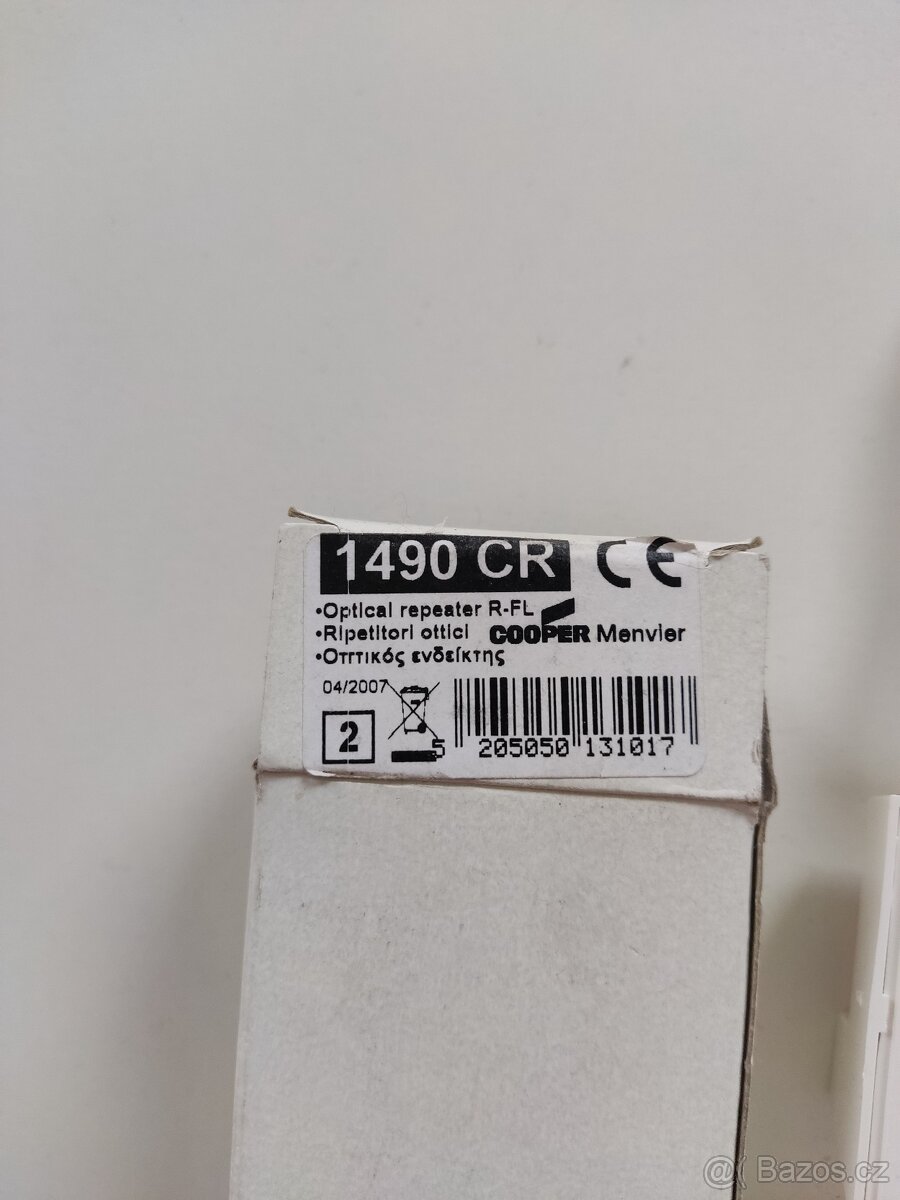 1490 CR CE
•Optical repeater R-FL
•Ripetitori ottici COOPER Menvier
•Οπτικός ενδείκτης
04/2007
2
5 205050 131017
@( Bazos.cz